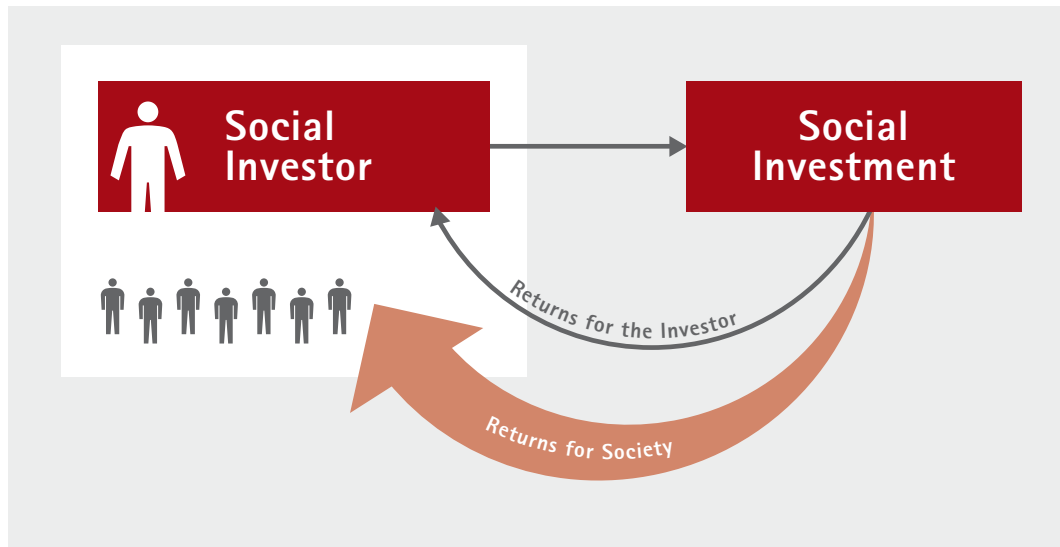 Social
Investor
Social
Investment
Returns for the Investor
Returns for Society